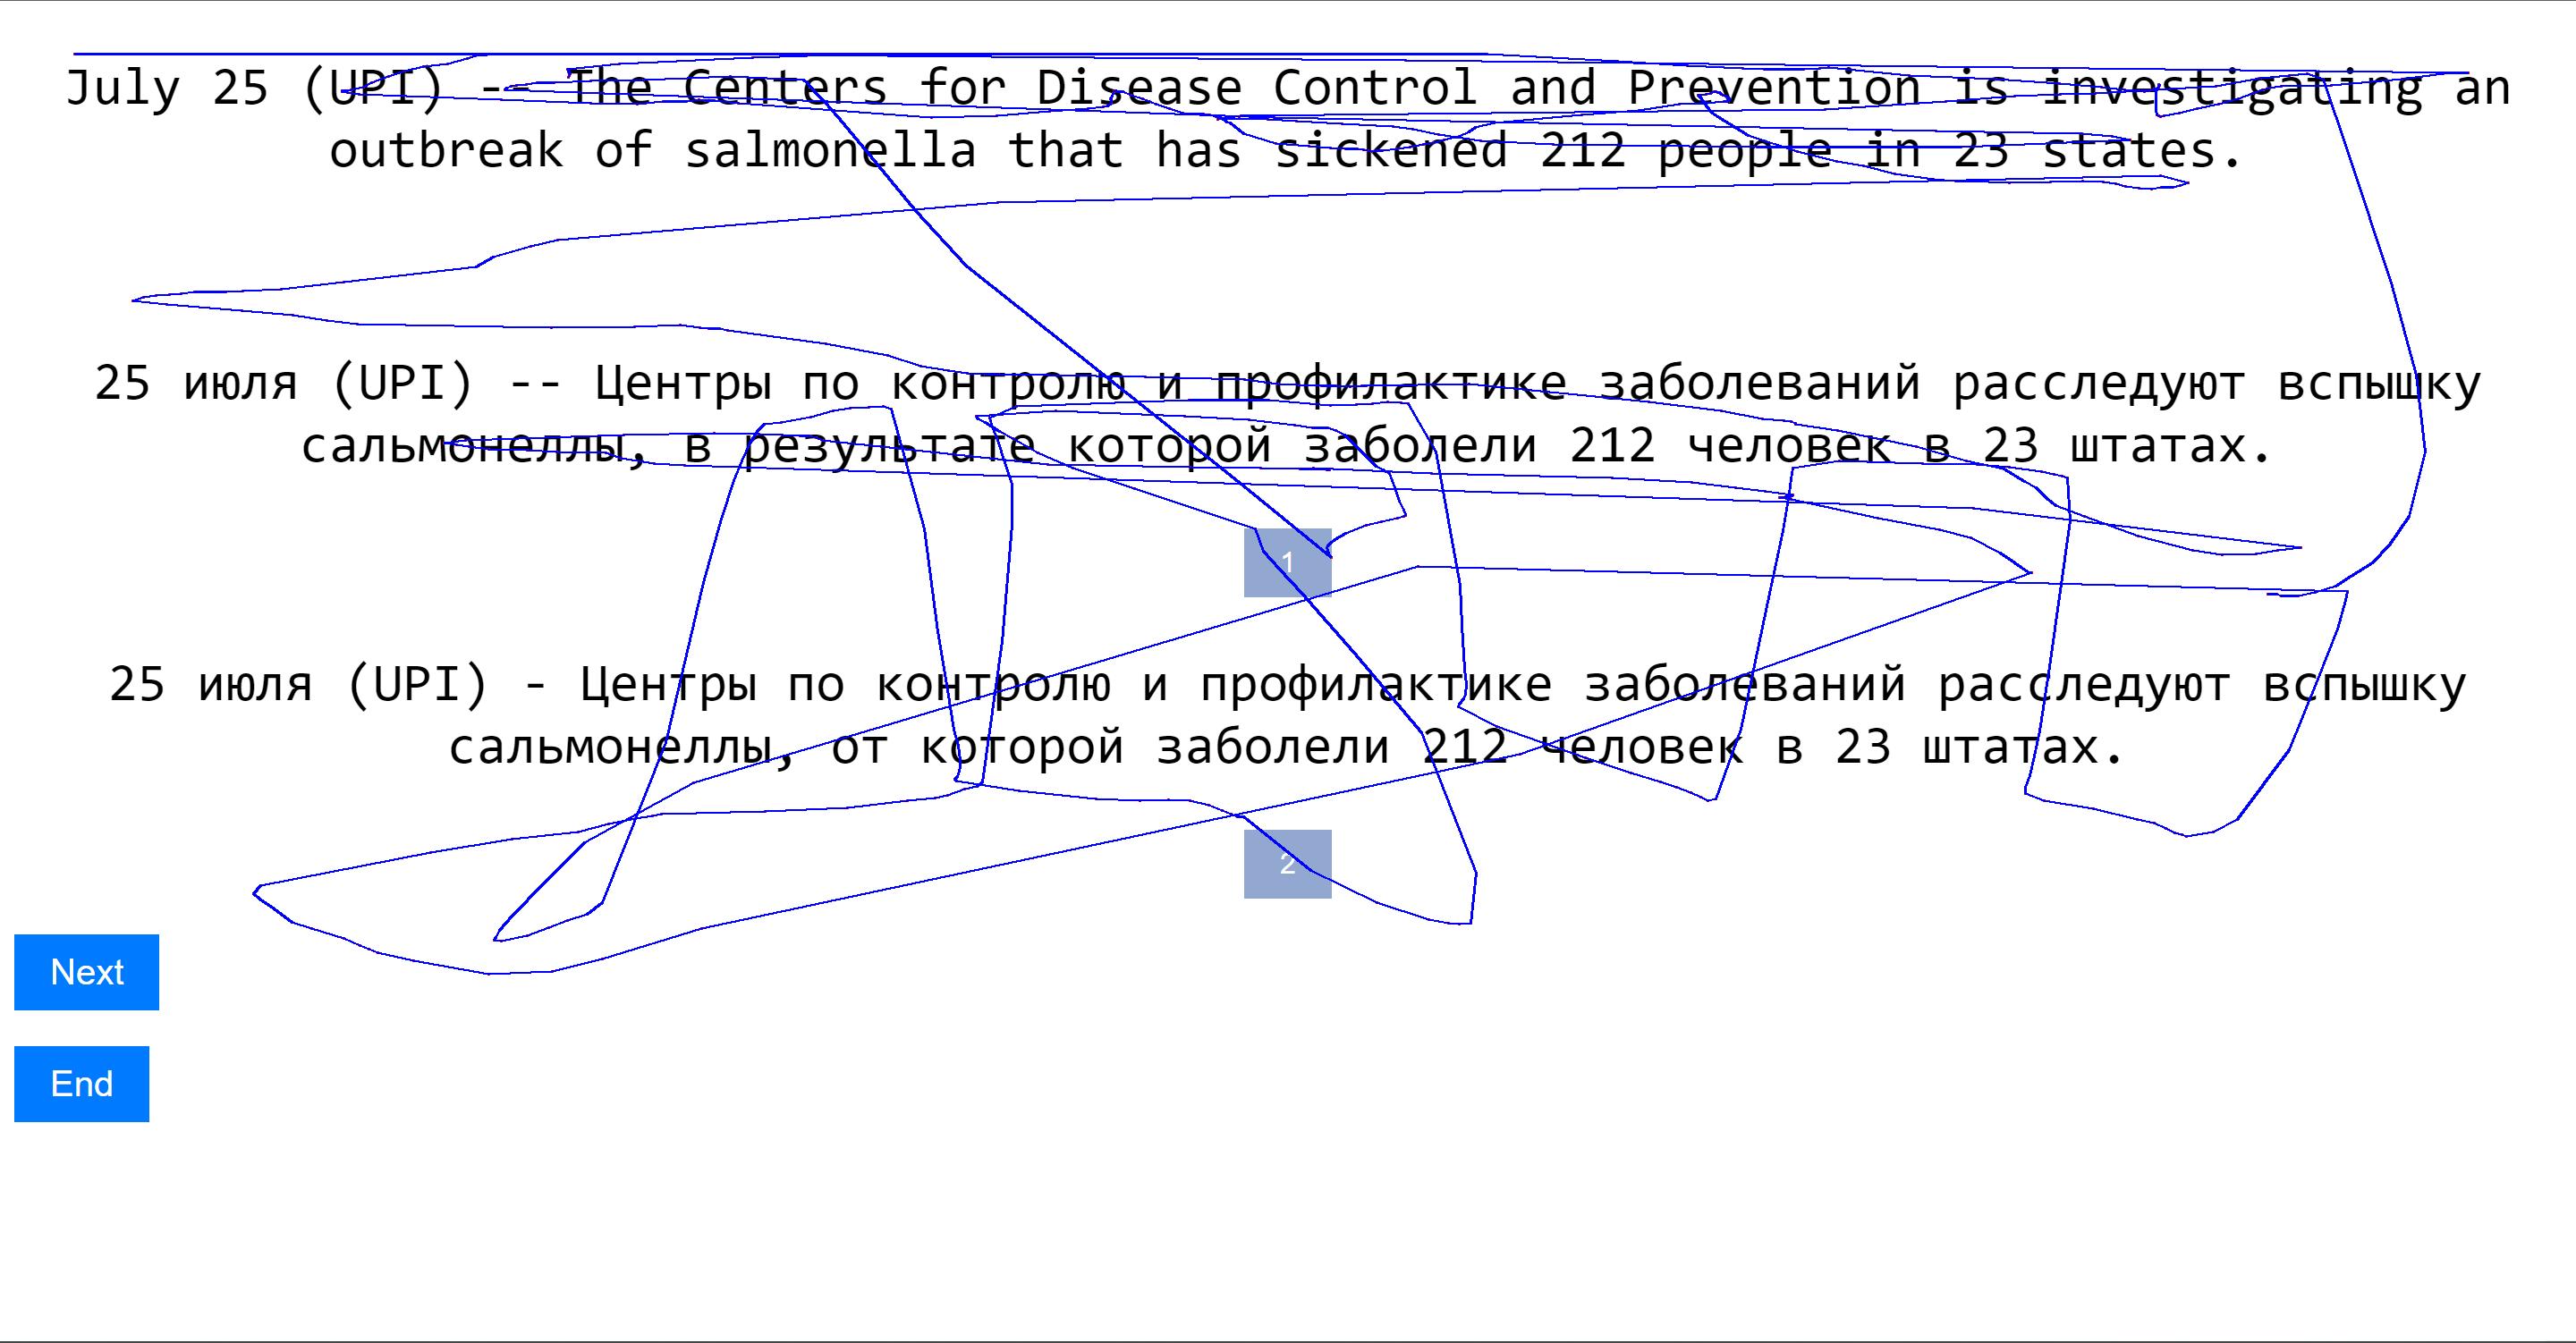 July 25 (UPI) -- The Centers for Disease Control and Prevention is investigating an
outbreak of salmonella that has sickened 212 people in 23 states.
25 июля (UPI) -- Центры по контролю и профилактике заболеваний расследуют вспышку
сальмонеллы, в результате которой заболели 212 человек в 23 штатах.
1
25 июля (UPI) - Центры по контролю и профилактике заболеваний расследуют вспышку
сальмонеллы, от которой заболели 212 человек в 23 штатах.
2
Next
End